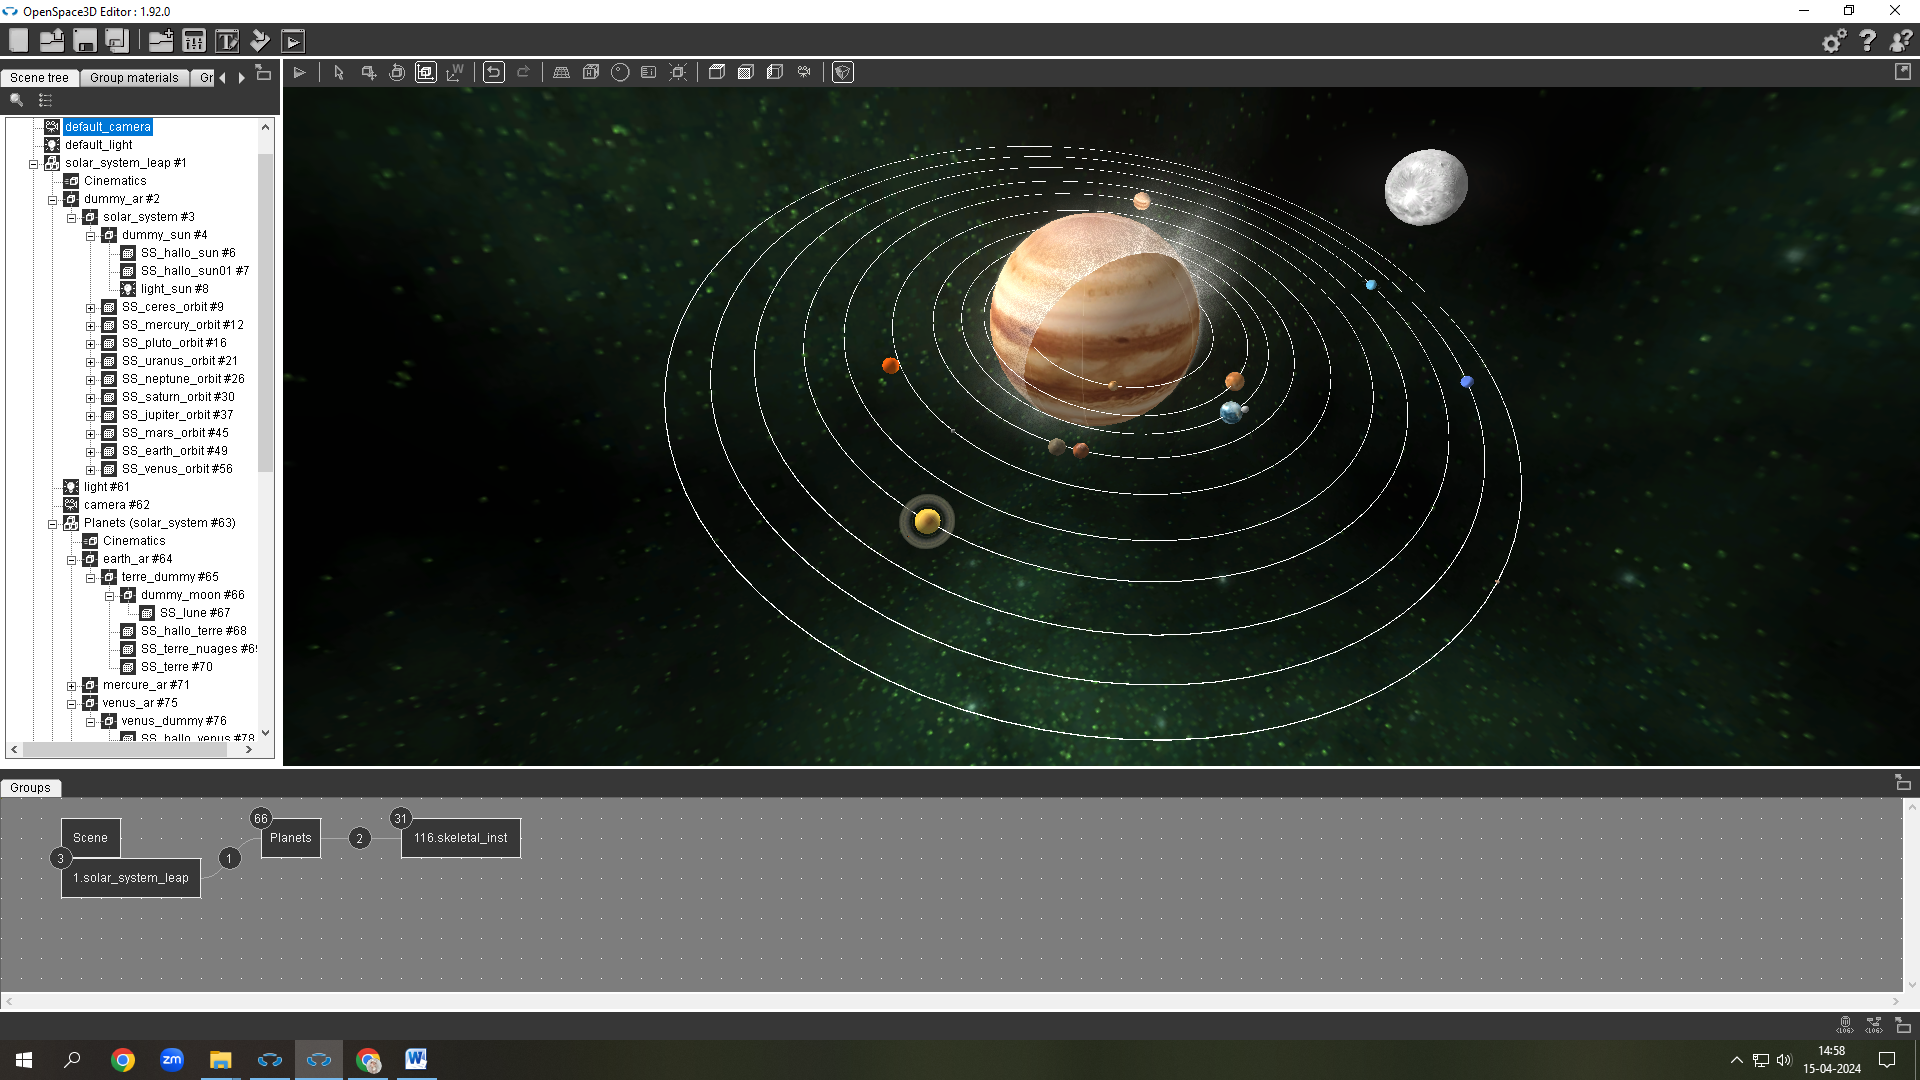 OpenSpace3D Editor : 1.92.0
Scene tree
Group materials
Gr
default_camera
default_light
solar_system_leap #1
Cinematics
dummy_ar #2
solar_system #3
dummy_sun #4
SS_hallo_sun #6
SS_hallo_sun01 #7
light_sun #8
SS_ceres_orbit #9
SS_mercury_orbit #12
SS_pluto_orbit #16
SS_uranus_orbit #21
SS_neptune_orbit #26
SS_saturn_orbit #30
SS_jupiter_orbit #37
SS_mars_orbit #45
SS_earth_orbit #49
SS_venus_orbit #56
light #61
camera #62
Planets (solar_system #63)
Cinematics
earth_ar #64
terre_dummy #65
dummy_moon #66
SS_lune #67
SS_hallo_terre #68
SS_terre_nuages #69
SS_terre #70
mercure_ar #71
venus_ar #75
venus_dummy #76
SS_hallo_venus #78
Groups
66
31
Scene
Planets
2
116.skeletal_inst
3
1
1.solar_system_leap
<LOG>
<LOG>
zm
W
14:58
15-04-2024